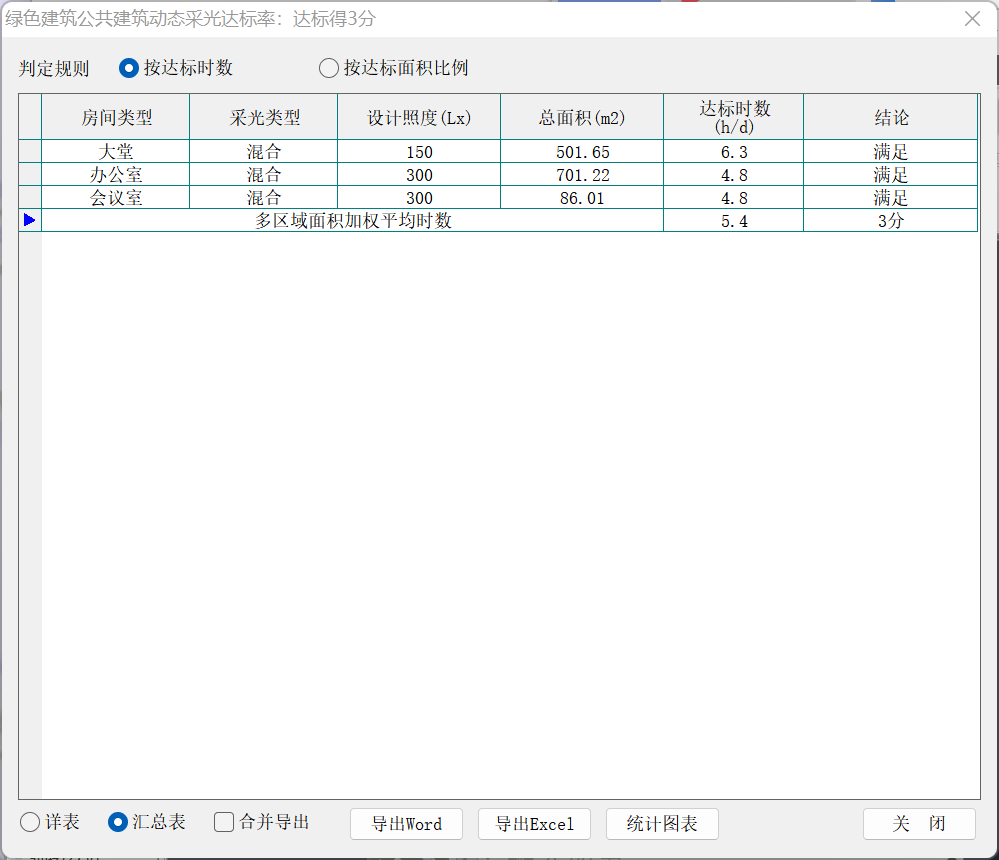 绿色建筑公共建筑动态采光达标率：达标得3分
判定规则 按达标时数 按达标面积比例
房间类型 采光类型 设计照度(Lx) 总面积(m2) 达标时数(h/d) 结论
大堂 混合 150 501.65 6.3 满足
办公室 混合 300 701.22 4.8 满足
会议室 混合 300 86.01 4.8 满足
多区域面积加权平均时数 5.4 3分
详表 汇总表 合并导出 导出Word 导出Excel 统计图表 关 闭